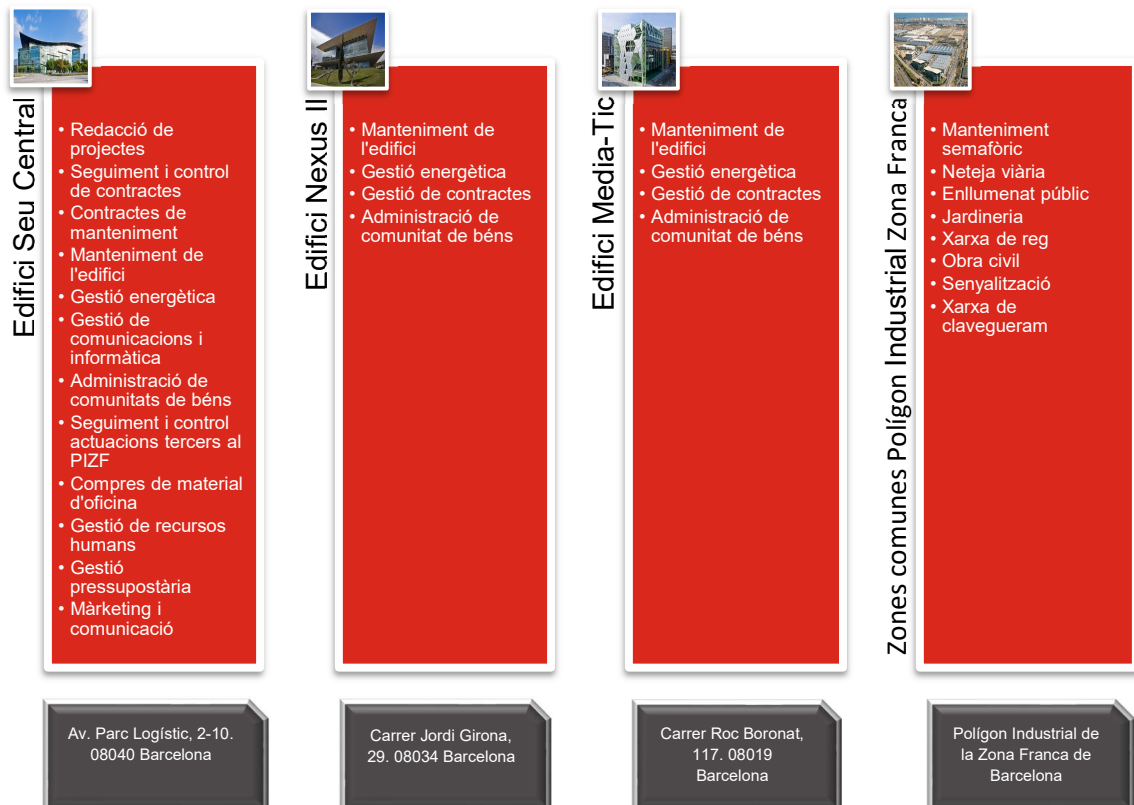 Edifici Seu Central
• Redacció de
projectes
• Seguiment i control
de contractes
• Contractes de
manteniment
• Manteniment de
l'edifici
• Gestió energètica
• Gestió de
comunicacions i
informàtica
• Administració de
comunitats de béns
• Seguiment i control
actuacions tercers al
PIZF
• Compres de material
d'oficina
• Gestió de recursos
humans
• Gestió
pressupostària
• Màrketing i
comunicació
Av. Parc Logístic, 2-10.
08040 Barcelona
Edifici Nexus II
• Manteniment de
l'edifici
• Gestió energètica
• Gestió de contractes
• Administració de
comunitat de béns
Carrer Jordi Girona,
29. 08034 Barcelona
Edifici Media-Tic
• Manteniment de
l'edifici
• Gestió energètica
• Gestió de contractes
• Administració de
comunitat de béns
Carrer Roc Boronat,
117. 08019
Barcelona
Zones comunes Polígon Industrial Zona Franca
• Manteniment
semafòric
• Neteja viària
• Enllumenat públic
• Jardineria
• Xarxa de reg
• Obra civil
• Senyalització
• Xarxa de
clavegueram
Polígon Industrial de
la Zona Franca de
Barcelona